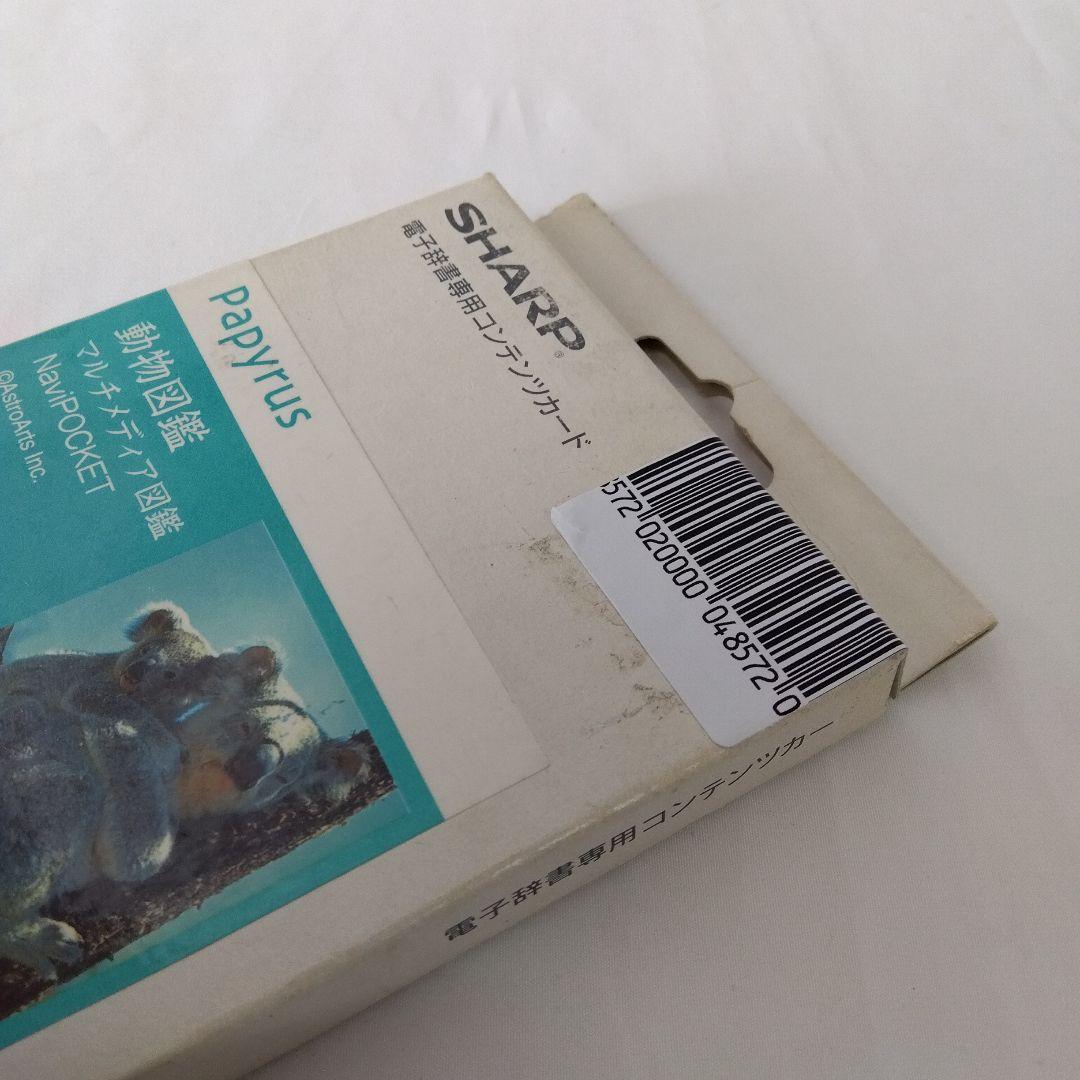 SHARP®
電子辞書専用コンテンツカード
Papyrus
動物図鑑
マルチメディア図鑑
NaviPOCKET
©AstroArts Inc.
8572 020000 048572 0
電子辞書専用コンテンツカー